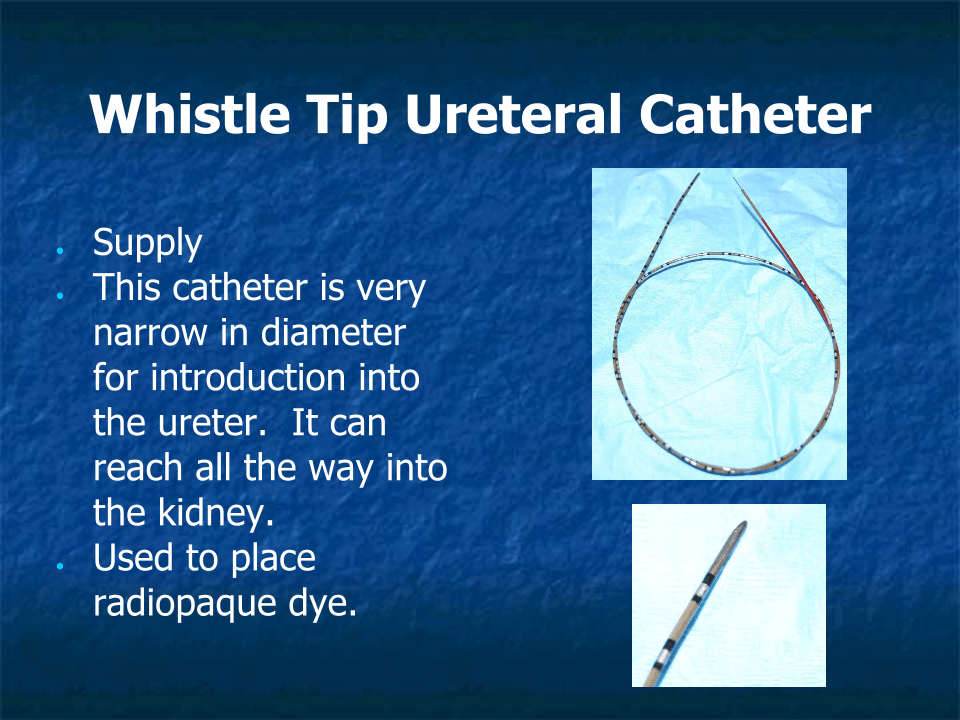 Whistle Tip Ureteral Catheter
Supply
This catheter is very
narrow in diameter
for introduction into
the ureter.  It can
reach all the way into
the kidney.
Used to place
radiopaque dye.